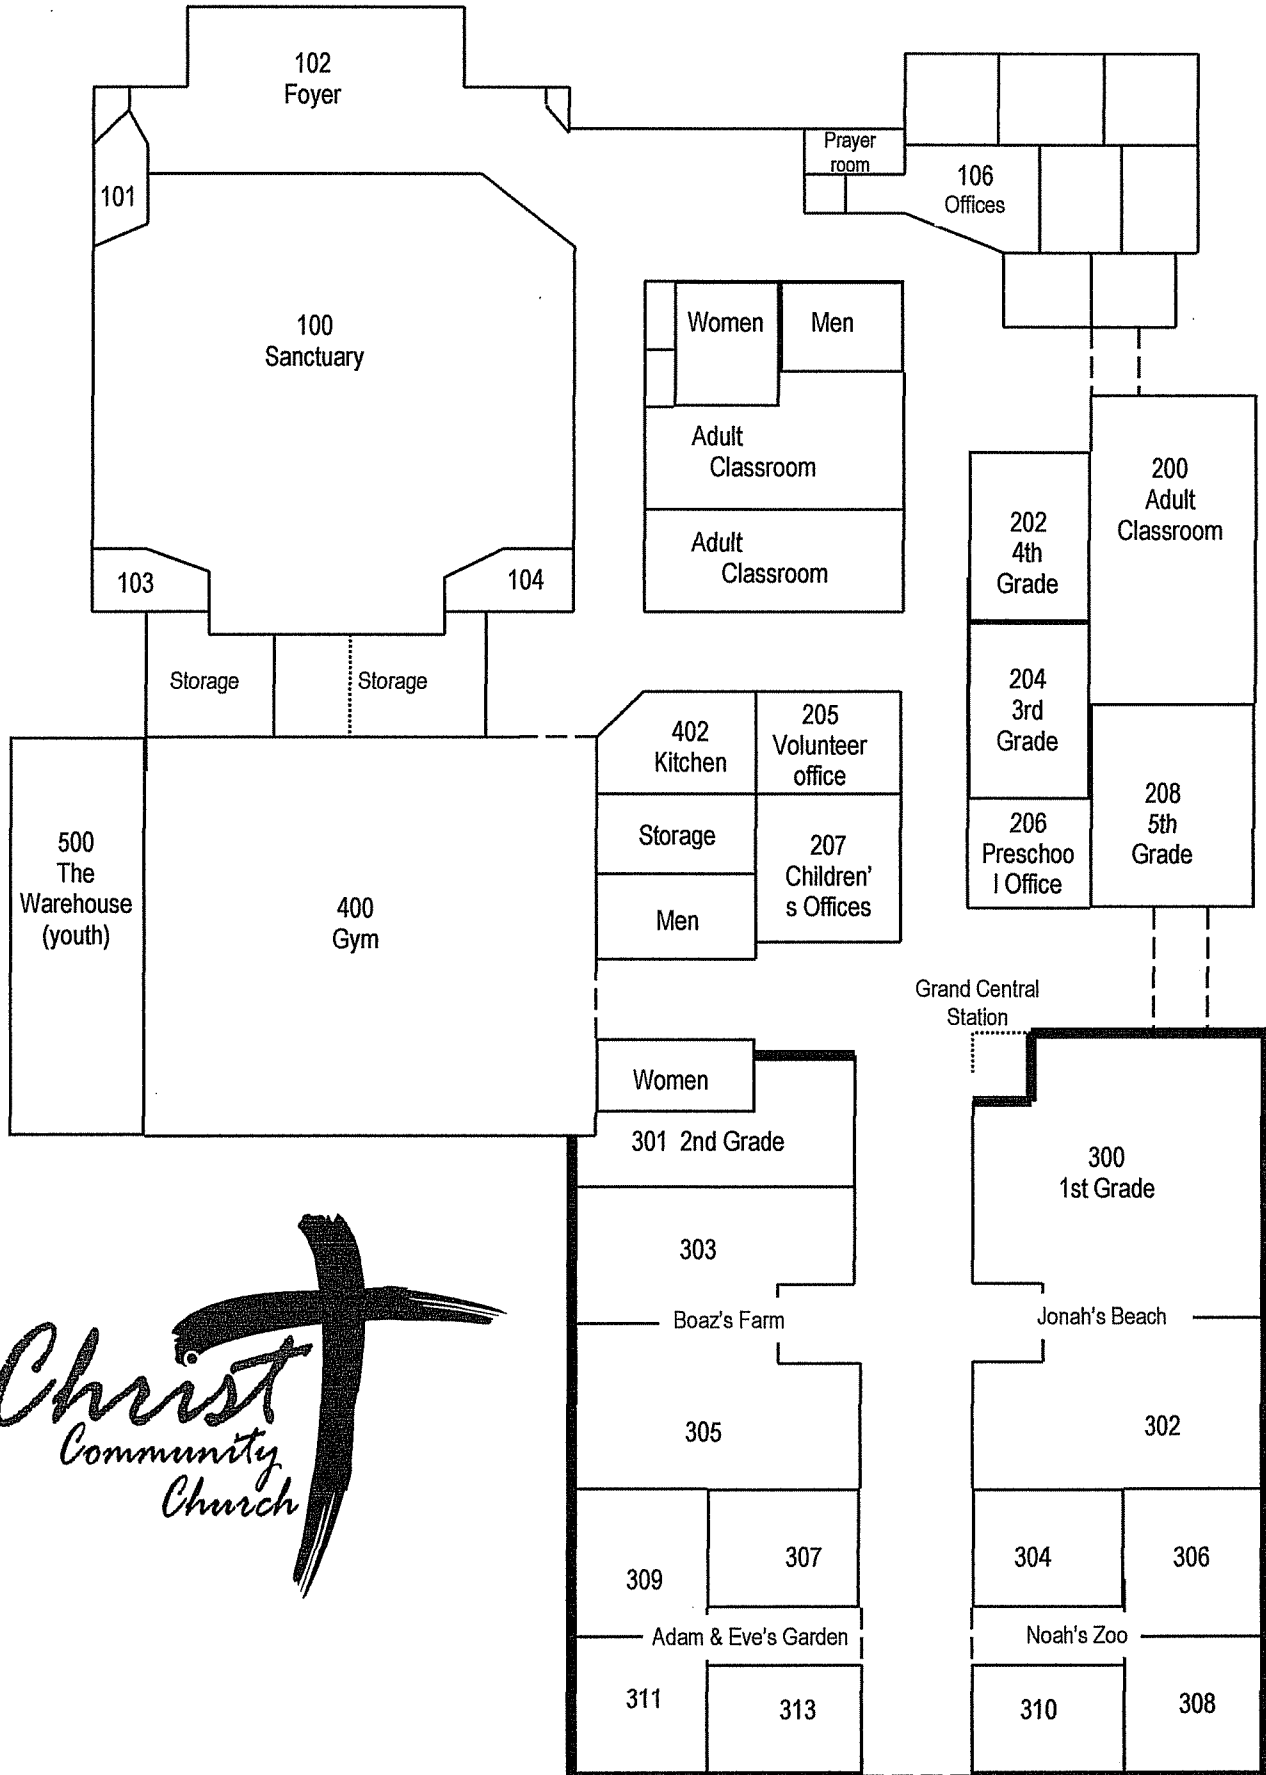 102
Foyer
101
Prayer
room
106
Offices
100
Sanctuary
Women
Men
Adult
Classroom
Adult
Classroom
200
Adult
Classroom
202
4th
Grade
103
104
Storage
Storage
204
3rd
Grade
402
Kitchen
205
Volunteer
office
500
The
Warehouse
(youth)
400
Gym
Storage
Men
207
Children'
s Offices
206
Preschoo
l Office
208
5th
Grade
Grand Central
Station
Women
301 2nd Grade
300
1st Grade
303
Boaz's Farm
Jonah's Beach
305
302
Christ
Community
Church
309
307
304
306
Adam & Eve's Garden
Noah's Zoo
311
313
310
308